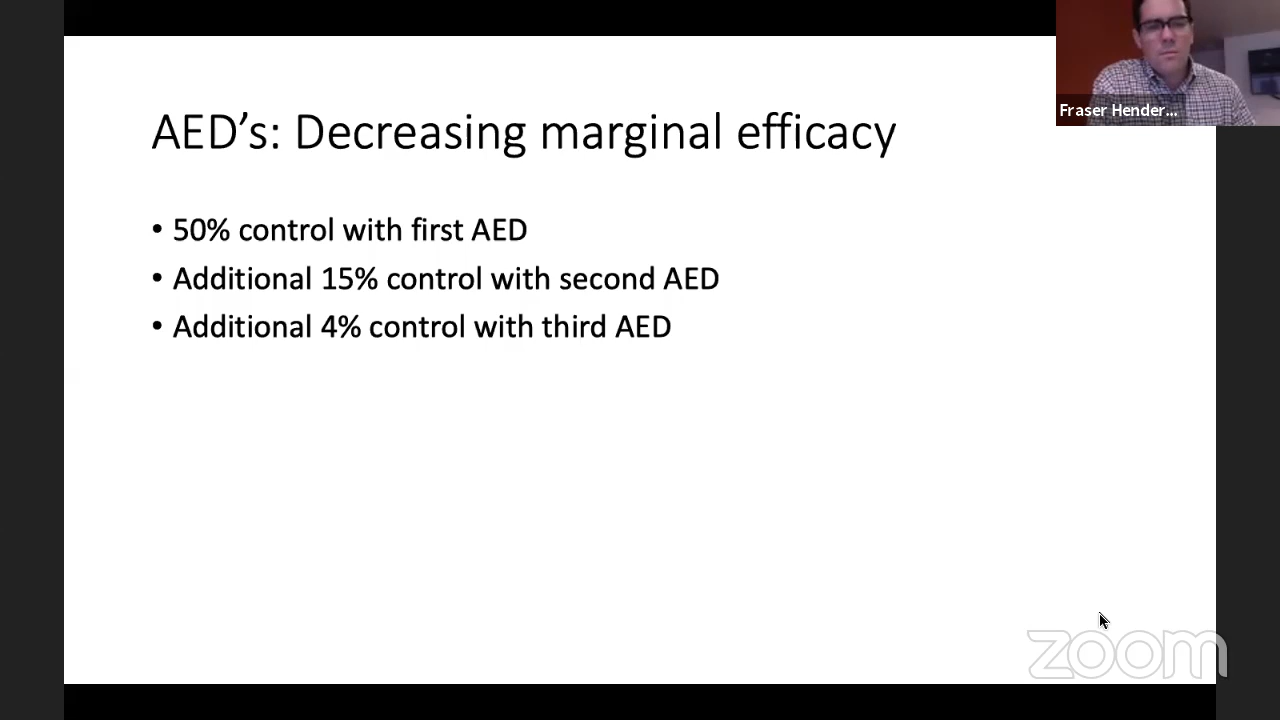 AED’s: Decreasing marginal efficacy
• 50% control with first AED
• Additional 15% control with second AED
• Additional 4% control with third AED
Fraser Hender...
zoom